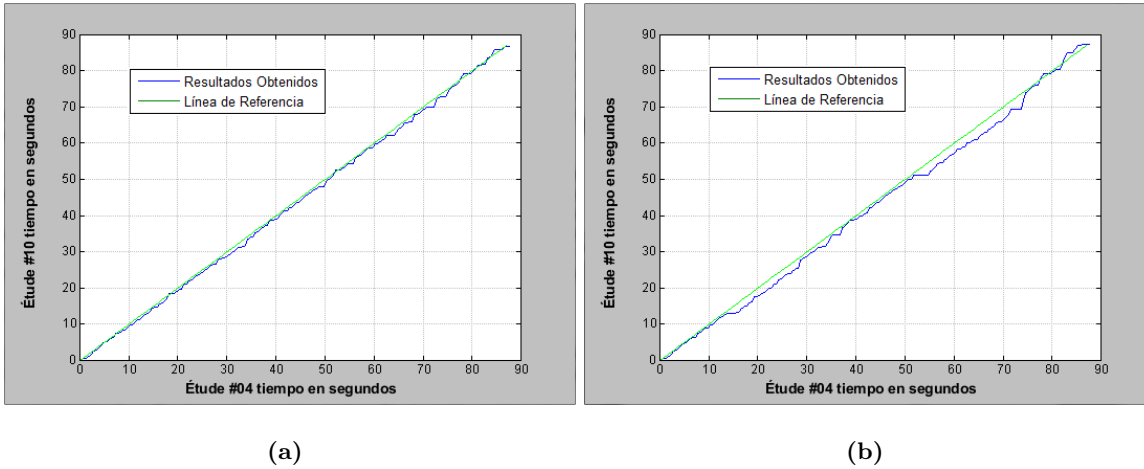 90
80
70
60
50
40
30
20
10
0
Étude #10 tiempo en segundos
Resultados Obtenidos
Línea de Referencia
0 10 20 30 40 50 60 70 80 90
Étude #04 tiempo en segundos
(a)
90
80
70
60
50
40
30
20
10
0
Étude #10 tiempo en segundos
Resultados Obtenidos
Línea de Referencia
0 10 20 30 40 50 60 70 80 90
Étude #04 tiempo en segundos
(b)